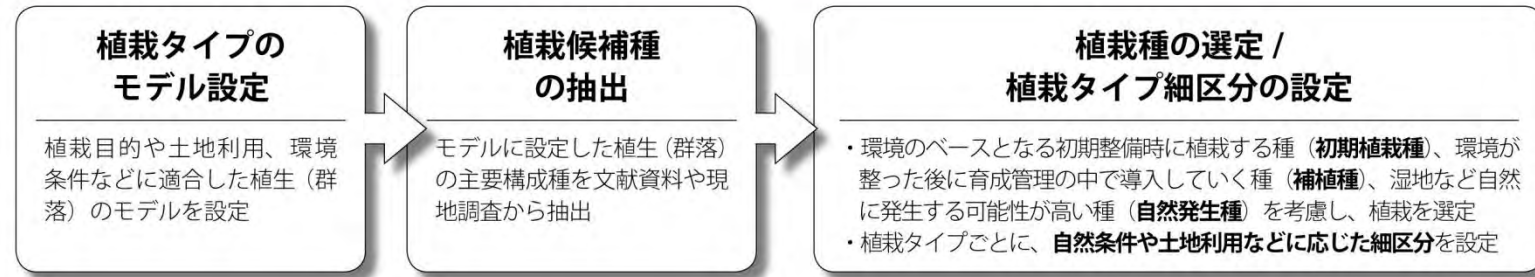 植栽タイプの
モデル設定
植栽目的や土地利用、環境
条件などに適合した植生（群
落）のモデルを設定
植栽候補種
の抽出
モデルに設定した植生（群落）
の主要構成種を文献資料や現
地調査から抽出
植栽種の選定 /
植栽タイプ細区分の設定
・環境のベースとなる初期整備時に植栽する種（初期植栽種）、環境が
整った後に育成管理の中で導入していく種（補植種）、湿地など自然
に発生する可能性が高い種（自然発生種）を考慮し、植栽を選定
・植栽タイプごとに、自然条件や土地利用などに応じた細区分を設定